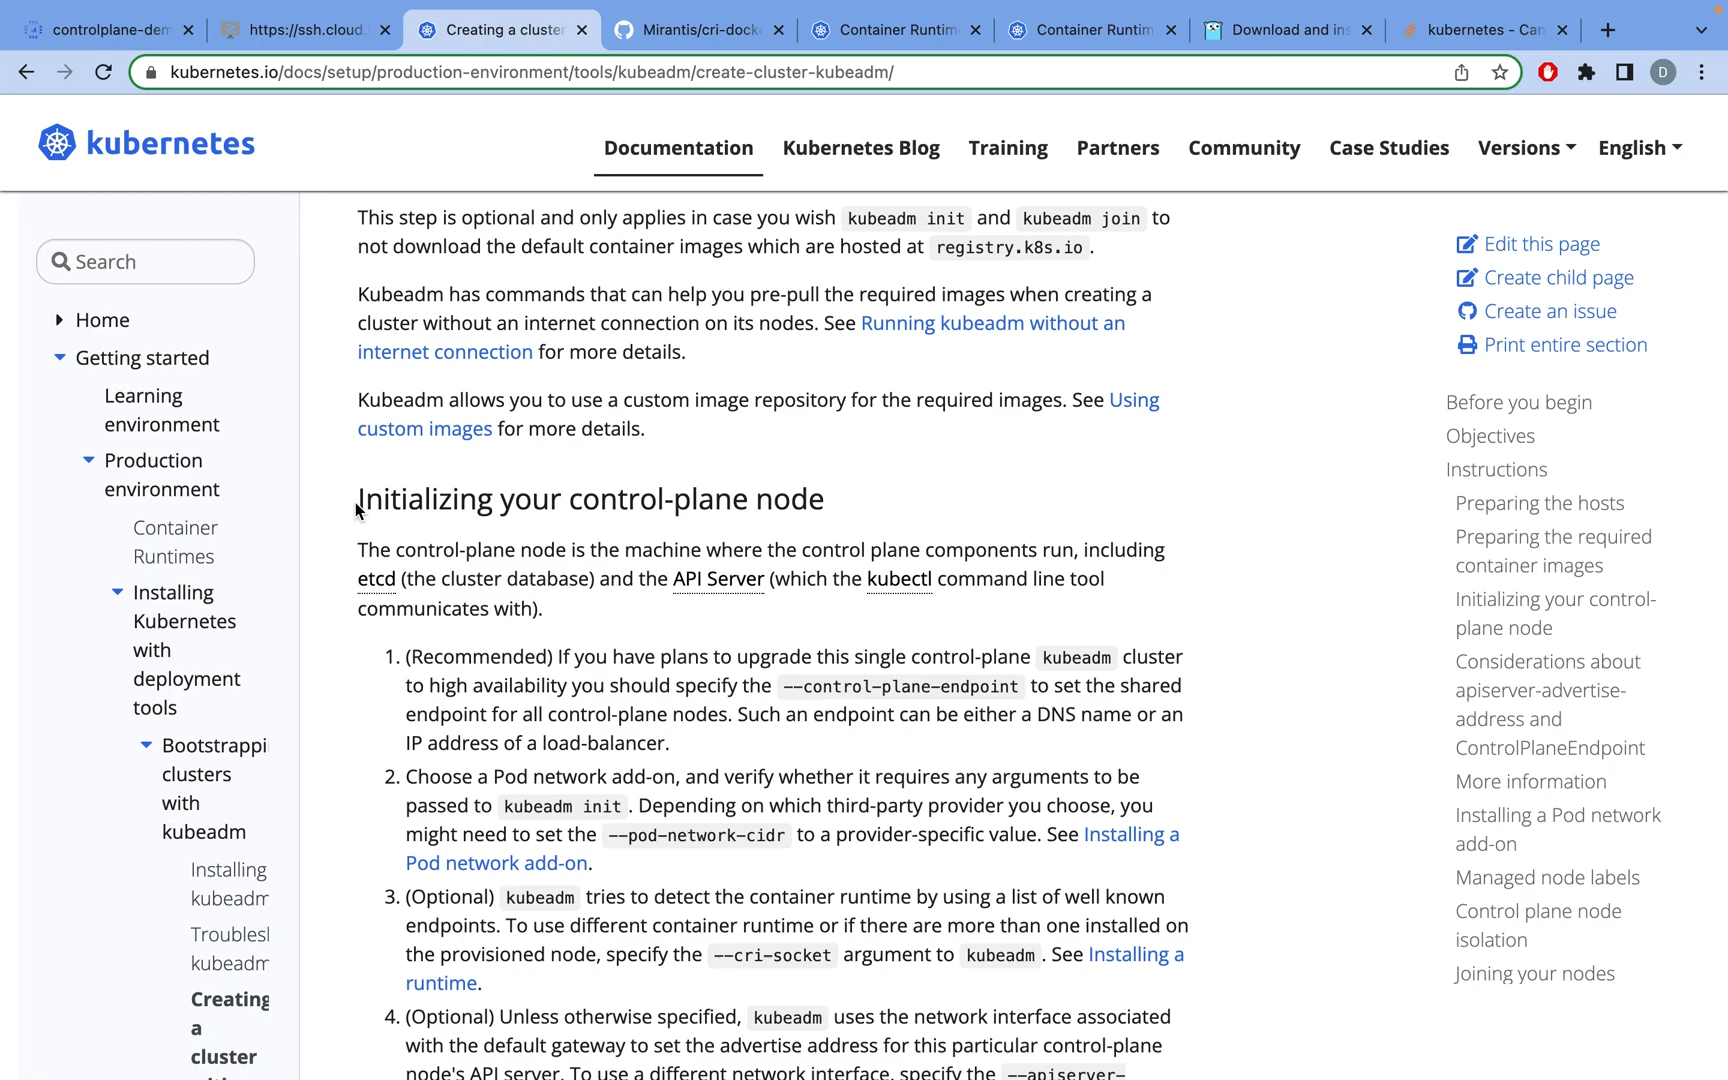 controlplane-dem
https://ssh.cloud.
Creating a cluster
Mirantis/cri-docke
Container Runtim
Container Runtim
Download and ins
kubernetes - Can
kubernetes.io/docs/setup/production-environment/tools/kubeadm/create-cluster-kubeadm/
D
kubernetes
Documentation
Kubernetes Blog
Training
Partners
Community
Case Studies
Versions
English
Search
Home
Getting started
Learning
environment
Production
environment
Container
Runtimes
Installing
Kubernetes
with
deployment
tools
Bootstrappi
clusters
with
kubeadm
Installing
kubeadm
Troubles
kubeadm
Creating
a
cluster
This step is optional and only applies in case you wish kubeadm init and kubeadm join to
not download the default container images which are hosted at registry.k8s.io .
Kubeadm has commands that can help you pre-pull the required images when creating a
cluster without an internet connection on its nodes. See Running kubeadm without an
internet connection for more details.
Kubeadm allows you to use a custom image repository for the required images. See Using
custom images for more details.
Initializing your control-plane node
The control-plane node is the machine where the control plane components run, including
etcd (the cluster database) and the API Server (which the kubectl command line tool
communicates with).
1. (Recommended) If you have plans to upgrade this single control-plane kubeadm cluster
to high availability you should specify the --control-plane-endpoint to set the shared
endpoint for all control-plane nodes. Such an endpoint can be either a DNS name or an
IP address of a load-balancer.
2. Choose a Pod network add-on, and verify whether it requires any arguments to be
passed to kubeadm init . Depending on which third-party provider you choose, you
might need to set the --pod-network-cidr to a provider-specific value. See Installing a
Pod network add-on.
3. (Optional) kubeadm tries to detect the container runtime by using a list of well known
endpoints. To use different container runtime or if there are more than one installed on
the provisioned node, specify the --cri-socket argument to kubeadm . See Installing a
runtime.
4. (Optional) Unless otherwise specified, kubeadm uses the network interface associated
with the default gateway to set the advertise address for this particular control-plane
node's API server. To use a different network interface, specify the --apiserver-
Edit this page
Create child page
Create an issue
Print entire section
Before you begin
Objectives
Instructions
Preparing the hosts
Preparing the required
container images
Initializing your control-
plane node
Considerations about
apiserver-advertise-
address and
ControlPlaneEndpoint
More information
Installing a Pod network
add-on
Managed node labels
Control plane node
isolation
Joining your nodes